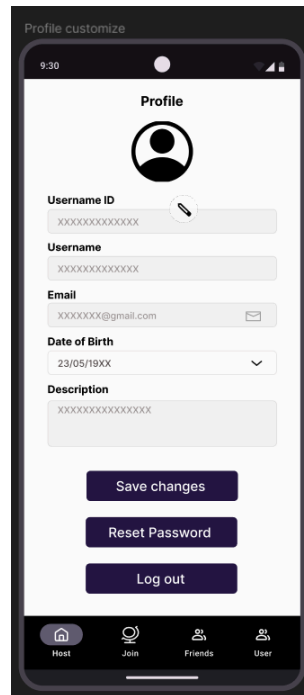 Profile customize
9:30
Profile
Username ID
XXXXXXXXXXXXX
Username
XXXXXXXXXXXXX
Email
XXXXXXX@gmail.com
Date of Birth
23/05/19XX
Description
XXXXXXXXXXXXXXX
Save changes
Reset Password
Log out
Host Join Friends User